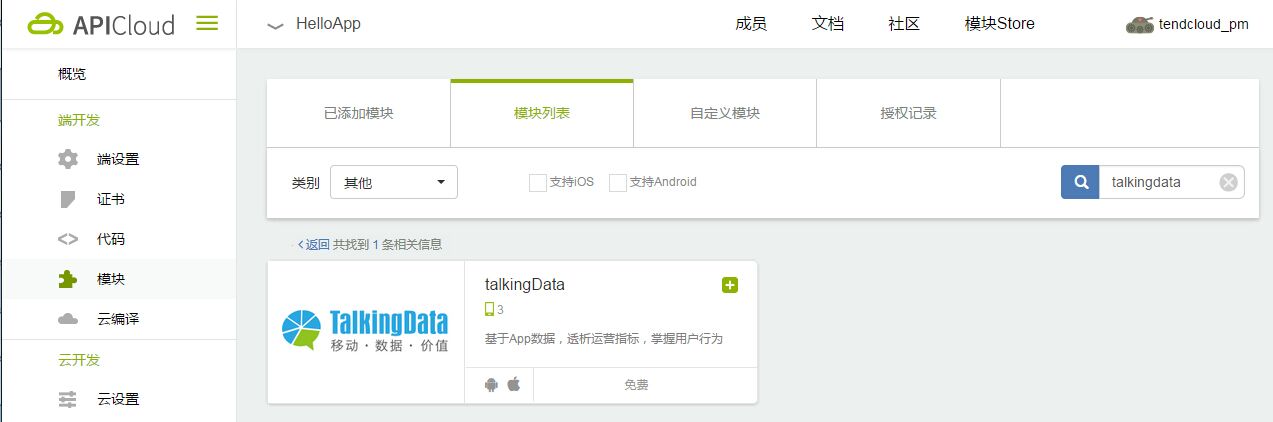 APICloud
HelloApp
成员
文档
社区
模块Store
tendcloud_pm
概览
端开发
端设置
证书
代码
模块
云编译
云开发
云设置
已添加模块
模块列表
自定义模块
授权记录
类别
其他
支持iOS
支持Android
talkingdata
返回 共找到 1 条相关信息
TalkingData
移动·数据·价值
talkingData
3
基于App数据，透析运营指标，掌握用户行为
免费